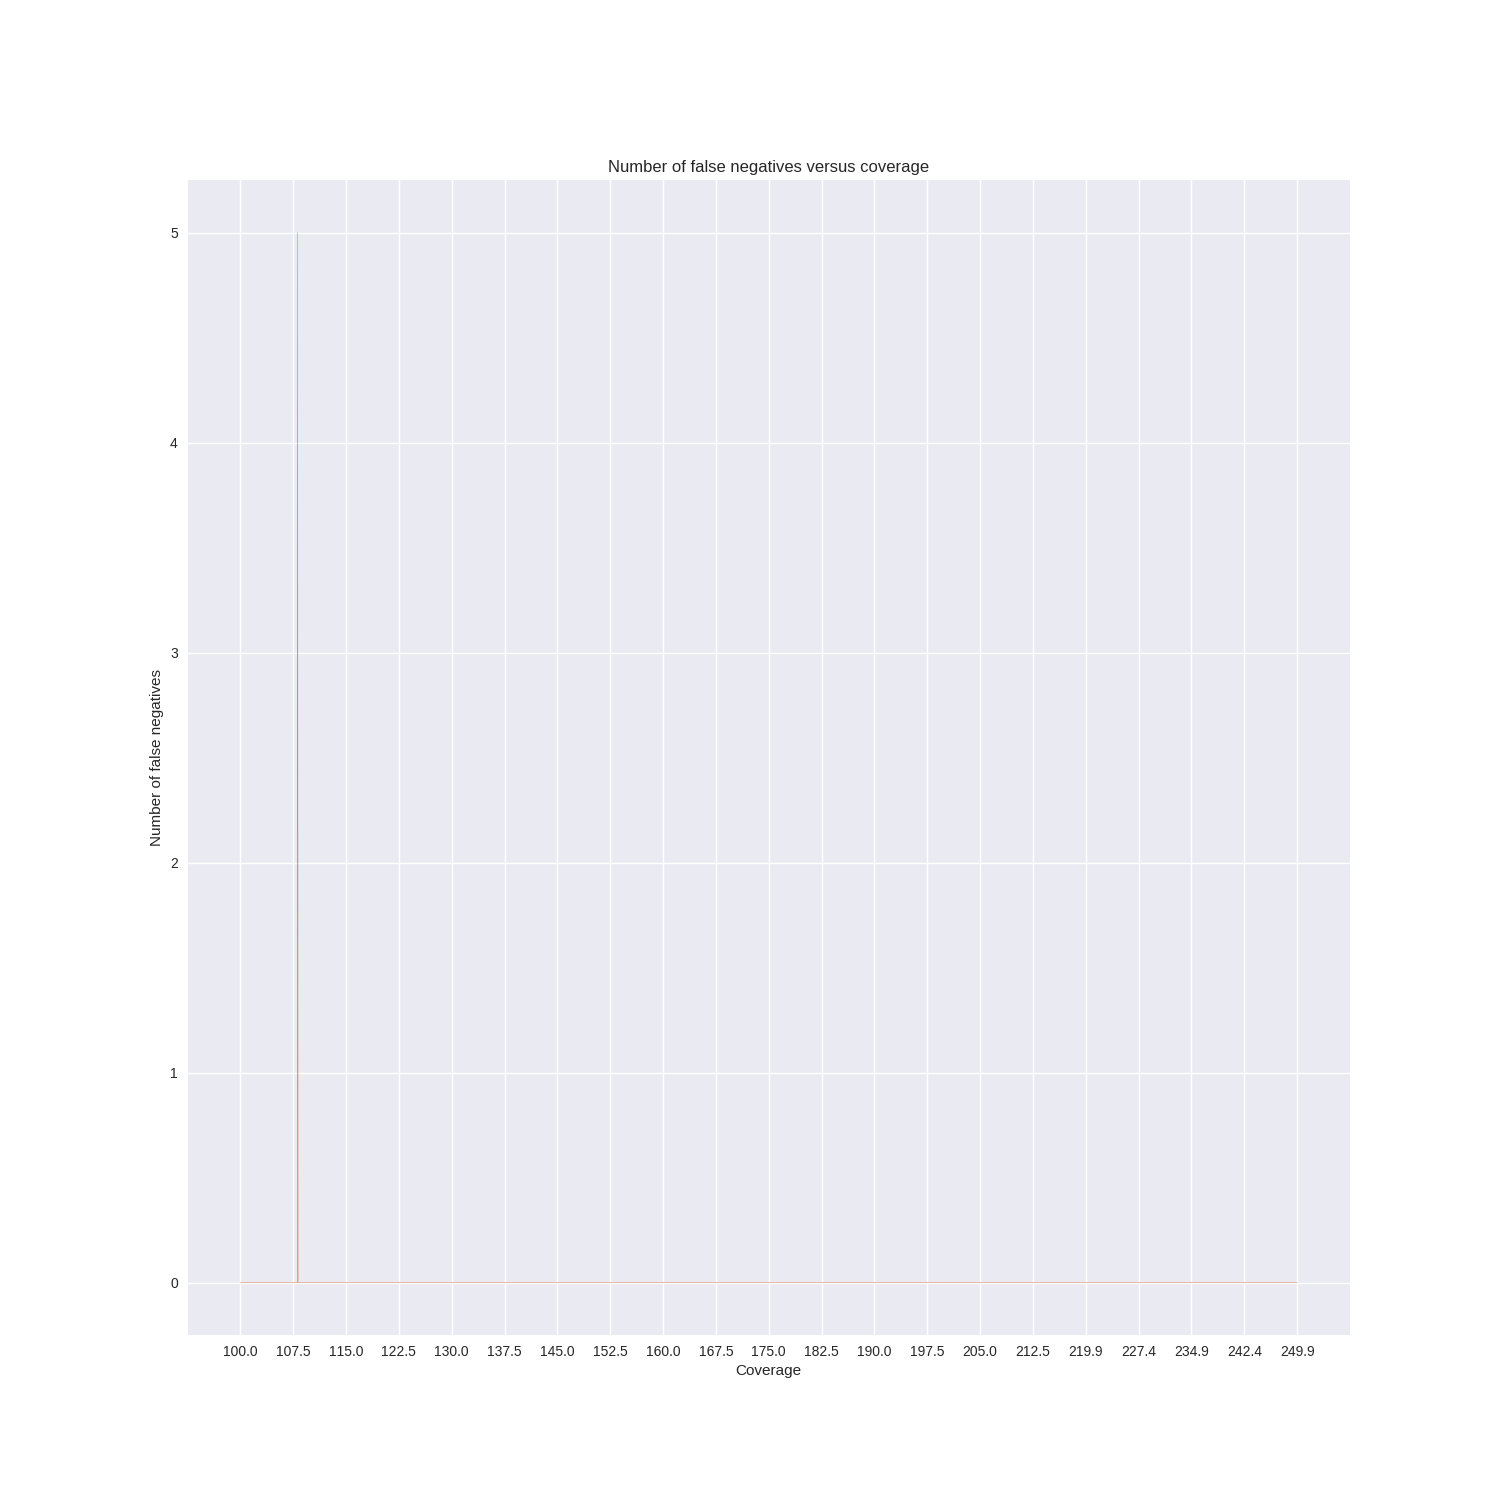 Number of false negatives versus coverage
5
4
3
2
1
0
Number of false negatives
100.0 107.5 115.0 122.5 130.0 137.5 145.0 152.5 160.0 167.5 175.0 182.5 190.0 197.5 205.0 212.5 219.9 227.4 234.9 242.4 249.9
Coverage